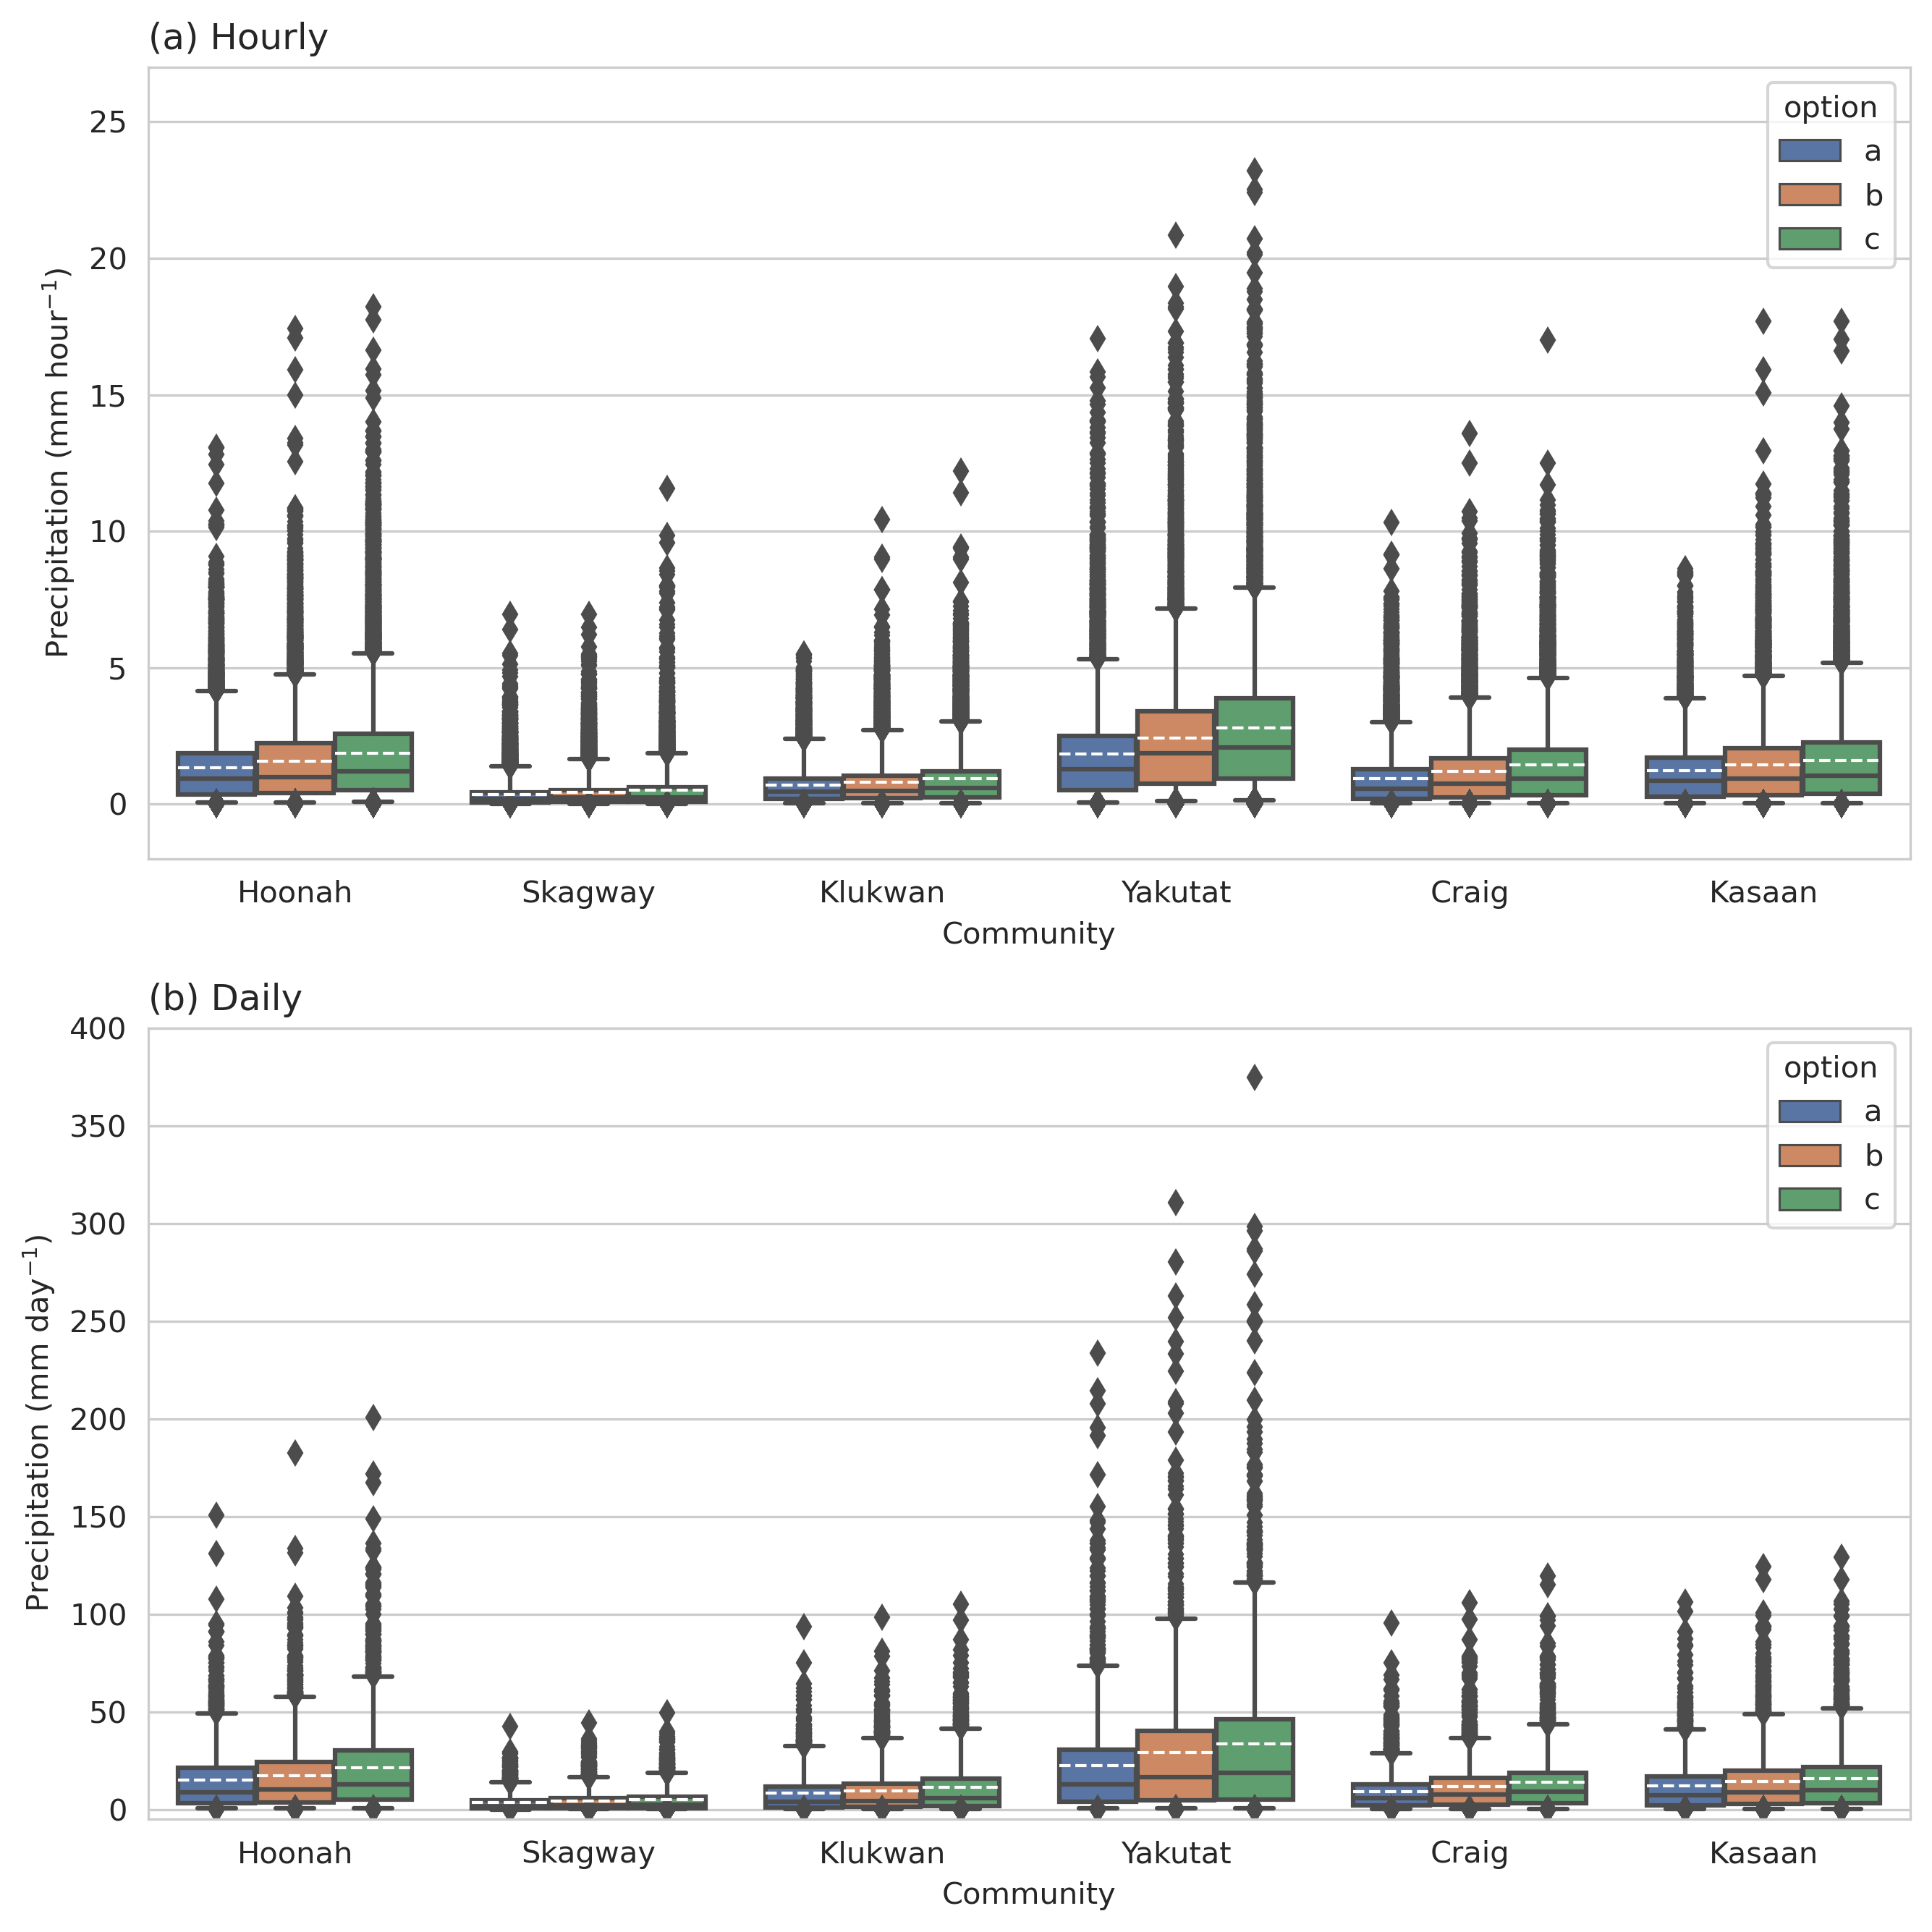 (a) Hourly
Precipitation (mm hour⁻¹)
25
20
15
10
5
0
option
a
b
c
Hoonah Skagway Klukwan Yakutat Craig Kasaan
Community
(b) Daily
Precipitation (mm day⁻¹)
400
350
300
250
200
150
100
50
0
option
a
b
c
Hoonah Skagway Klukwan Yakutat Craig Kasaan
Community